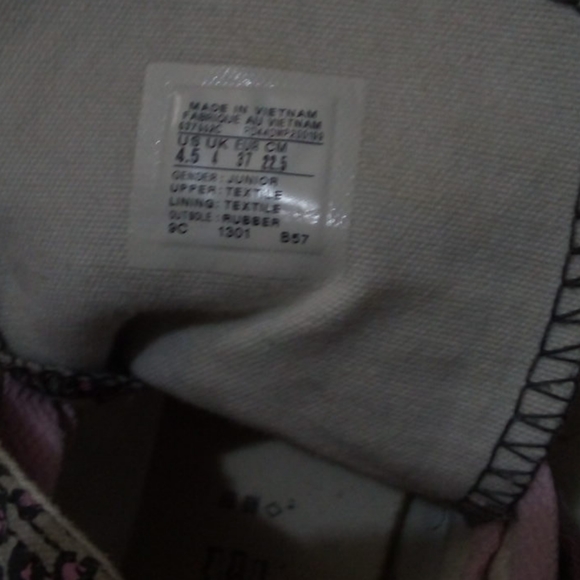 MADE IN VIETNAM
FABRIQUE AU VIETNAM
US UK EUR CM
4.5 4 37 22.5
GENDER: JUNIOR
UPPER: TEXTILE
LINING: TEXTILE
OUTSOLE: RUBBER
9C 1301 B57